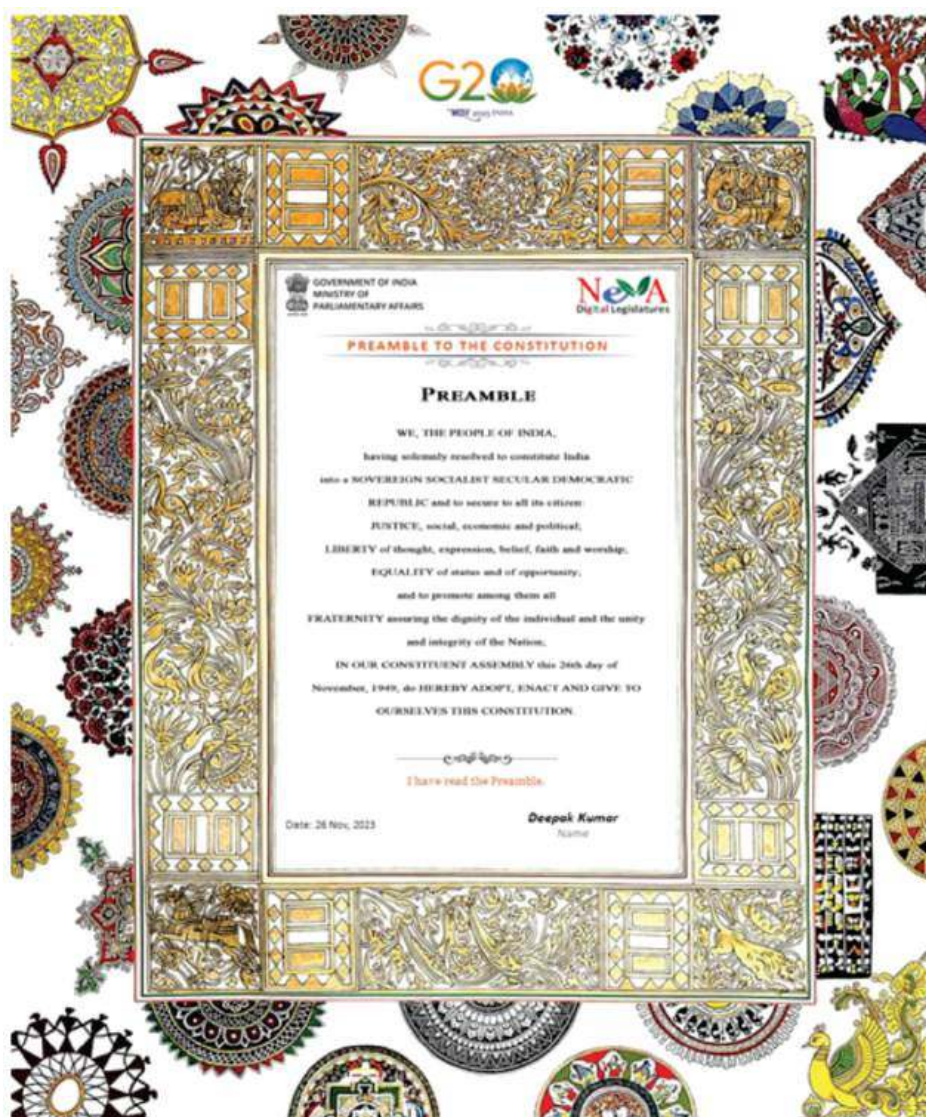 G20
भारत 2023 INDIA
GOVERNMENT OF INDIA
MINISTRY OF
PARLIAMENTARY AFFAIRS
NeVA
Digital Legislatures
PREAMBLE TO THE CONSTITUTION
PREAMBLE
WE, THE PEOPLE OF INDIA,
having solemnly resolved to constitute India
into a SOVEREIGN SOCIALIST SECULAR DEMOCRATIC
REPUBLIC and to secure to all its citizen
JUSTICE, social, economic and political;
LIBERTY of thought, expression, belief, faith and worship;
EQUALITY of status and of opportunity;
and to promote among them all
FRATERNITY assuring the dignity of the individual and the unity
and integrity of the Nation;
IN OUR CONSTITUENT ASSEMBLY this 26th day of
November, 1949, do HEREBY ADOPT, ENACT AND GIVE TO
OURSELVES THIS CONSTITUTION.
I have read the Preamble.
Date: 26 Nov, 2023
Deepak Kumar
Name